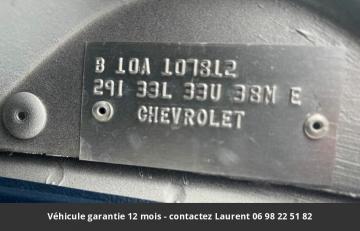 B 10A 107812
291 33L 33U 38M E
CHEVROLET
Véhicule garantie 12 mois - contactez Laurent 06 98 22 51 82